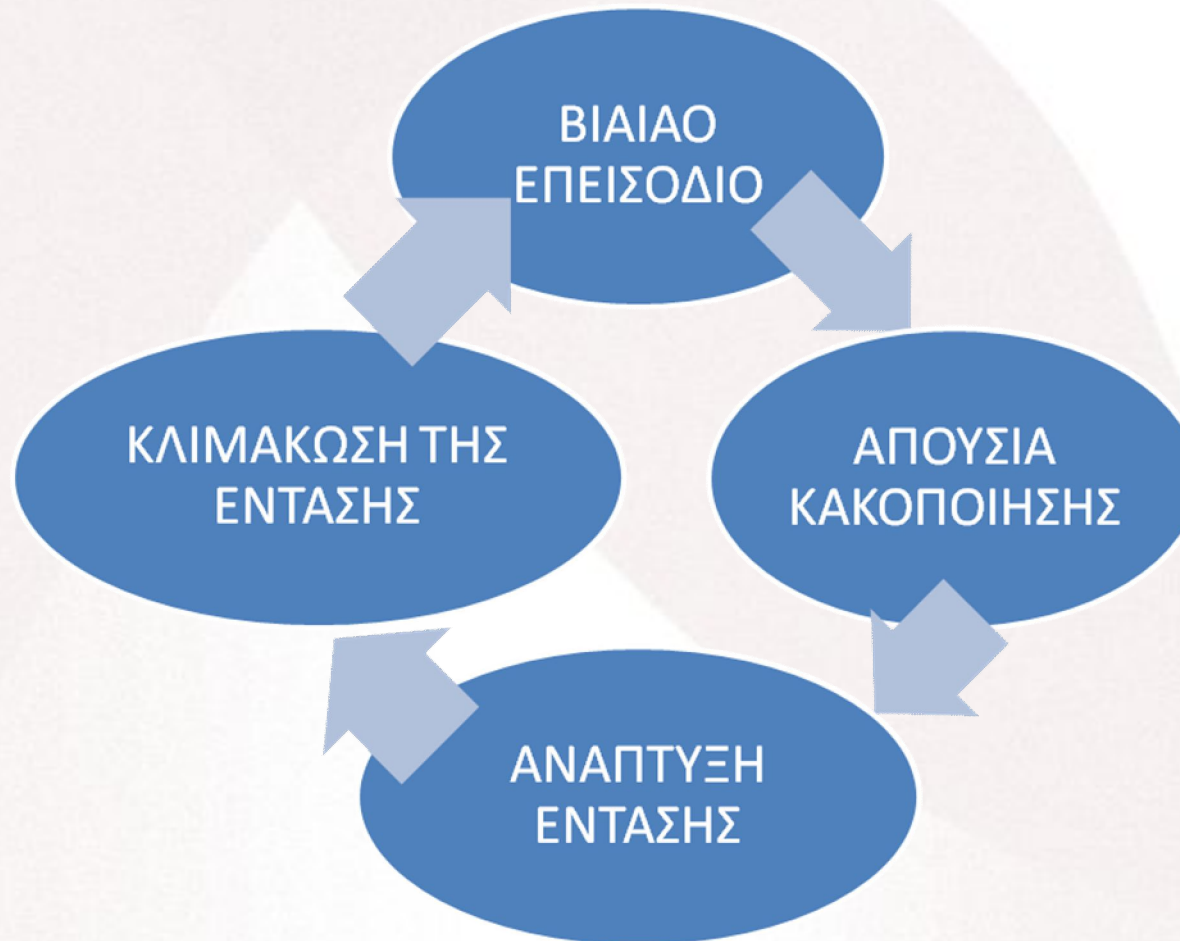 ΒΙΑΙΑΟ
ΕΠΕΙΣΟΔΙΟ
ΑΠΟΥΣΙΑ
ΚΑΚΟΠΟΙΗΣΗΣ
ΑΝΑΠΤΥΞΗ
ΕΝΤΑΣΗΣ
ΚΛΙΜΑΚΩΣΗ ΤΗΣ
ΕΝΤΑΣΗΣ